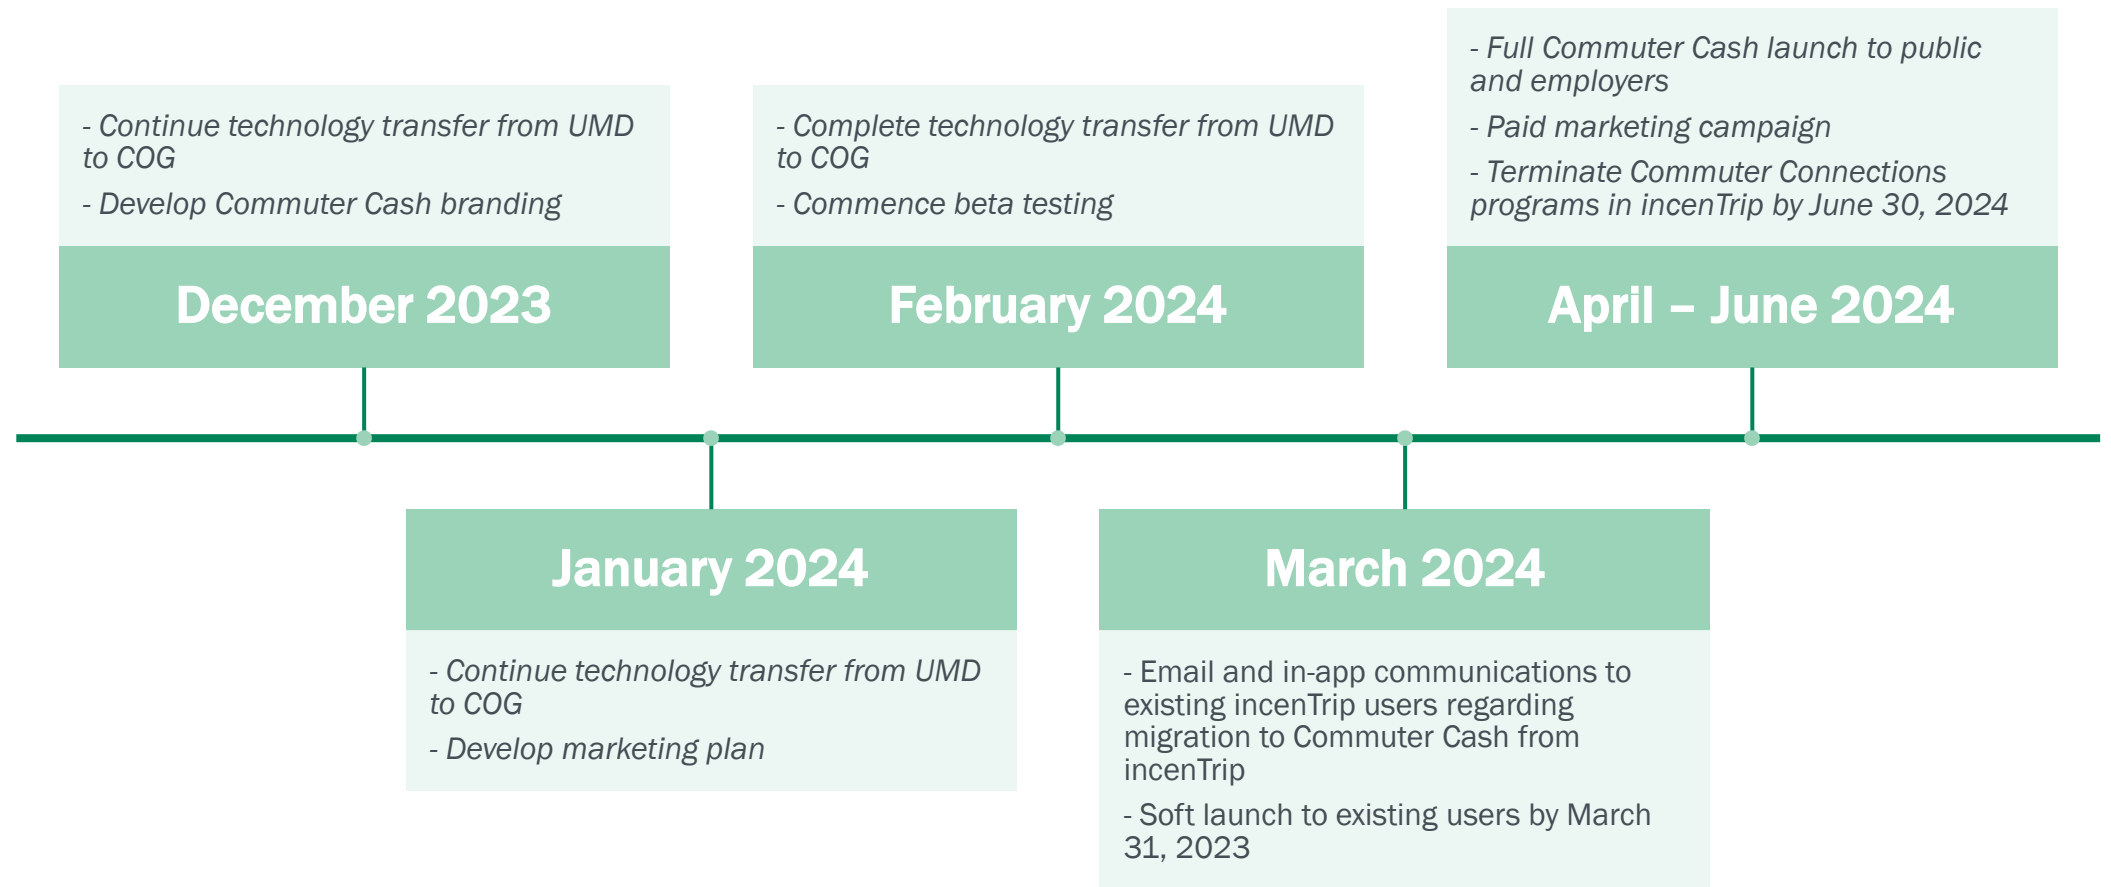 - Continue technology transfer from UMD
to COG
- Develop Commuter Cash branding
December 2023
- Continue technology transfer from UMD
to COG
- Develop marketing plan
January 2024
- Complete technology transfer from UMD
to COG
- Commence beta testing
February 2024
March 2024
- Email and in-app communications to
existing incenTrip users regarding
migration to Commuter Cash from
incenTrip
- Soft launch to existing users by March
31, 2023
- Full Commuter Cash launch to public
and employers
- Paid marketing campaign
- Terminate Commuter Connections
programs in incenTrip by June 30, 2024
April – June 2024